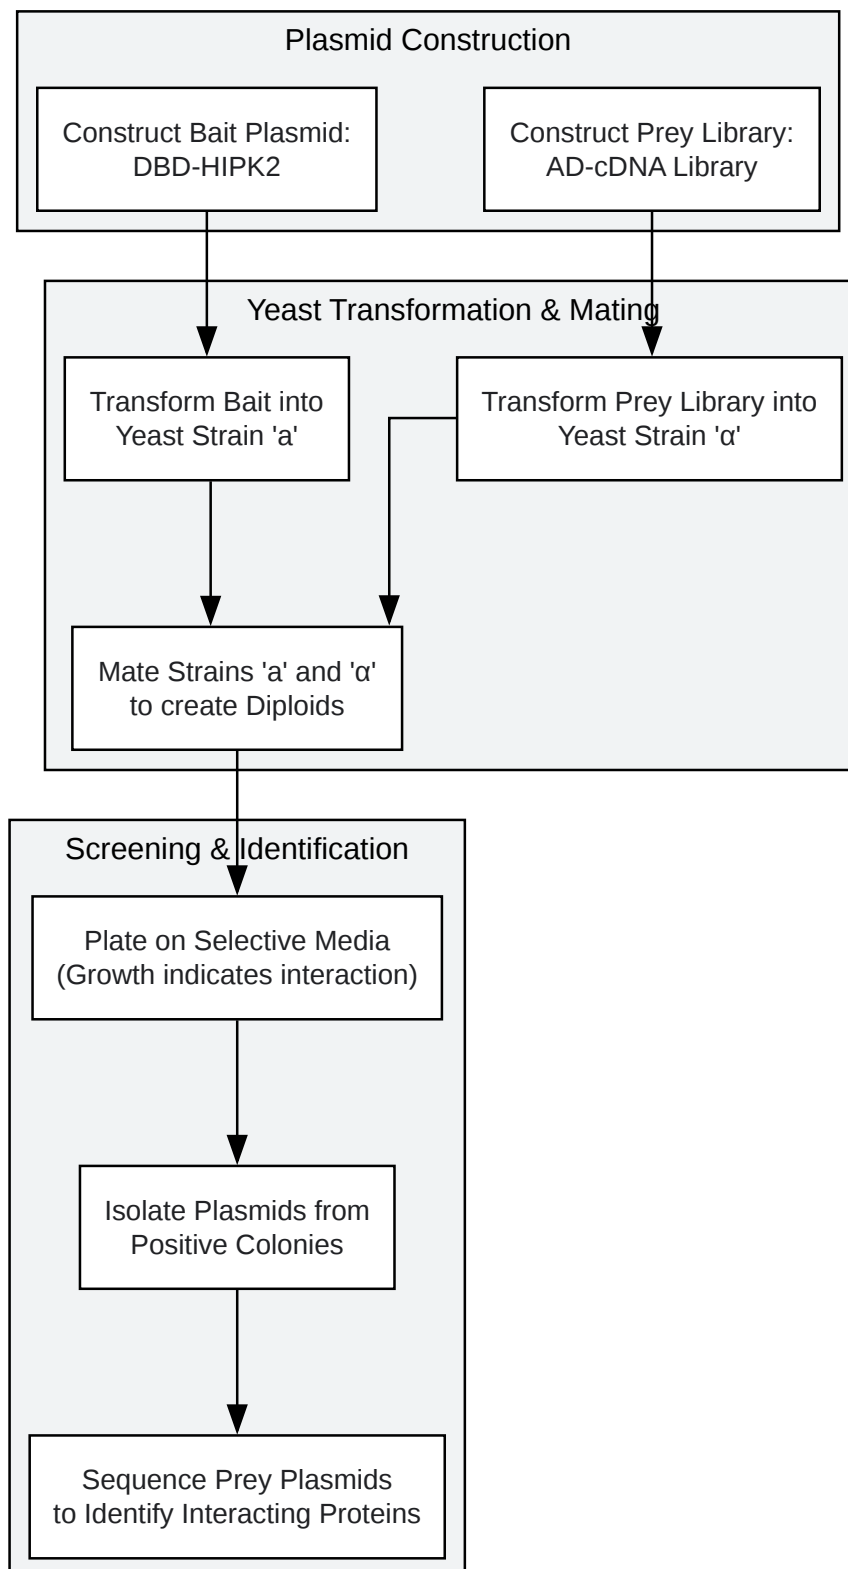 Plasmid Construction
Construct Bait Plasmid:
DBD-HIPK2
Construct Prey Library:
AD-cDNA Library
Yeast Transformation & Mating
Transform Bait into
Yeast Strain 'a'
Transform Prey Library into
Yeast Strain 'α'
Mate Strains 'a' and 'α'
to create Diploids
Screening & Identification
Plate on Selective Media
(Growth indicates interaction)
Isolate Plasmids from
Positive Colonies
Sequence Prey Plasmids
to Identify Interacting Proteins